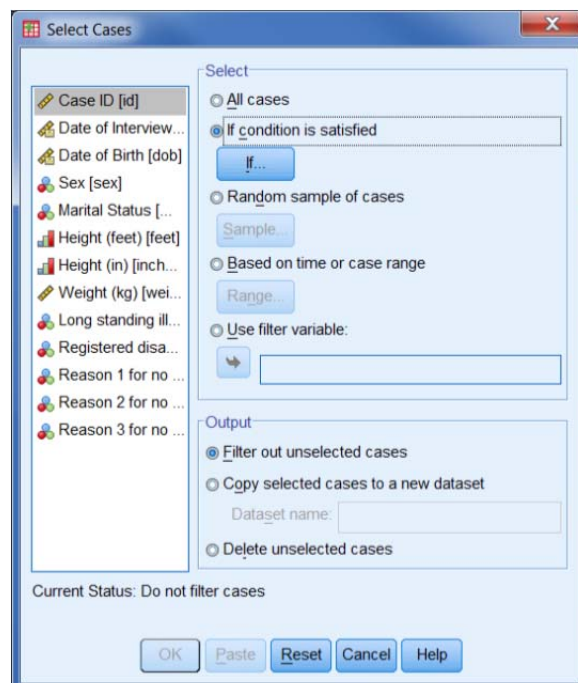 Select Cases
Case ID [id]
Date of Interview...
Date of Birth [dob]
Sex [sex]
Marital Status [...
Height (feet) [feet]
Height (in) [inch...
Weight (kg) [wei...
Long standing ill...
Registered disa...
Reason 1 for no ...
Reason 2 for no ...
Reason 3 for no ...
Select
All cases
If condition is satisfied
If...
Random sample of cases
Sample...
Based on time or case range
Range...
Use filter variable:
Output
Filter out unselected cases
Copy selected cases to a new dataset
Dataset name:
Delete unselected cases
Current Status: Do not filter cases
OK Paste Reset Cancel Help